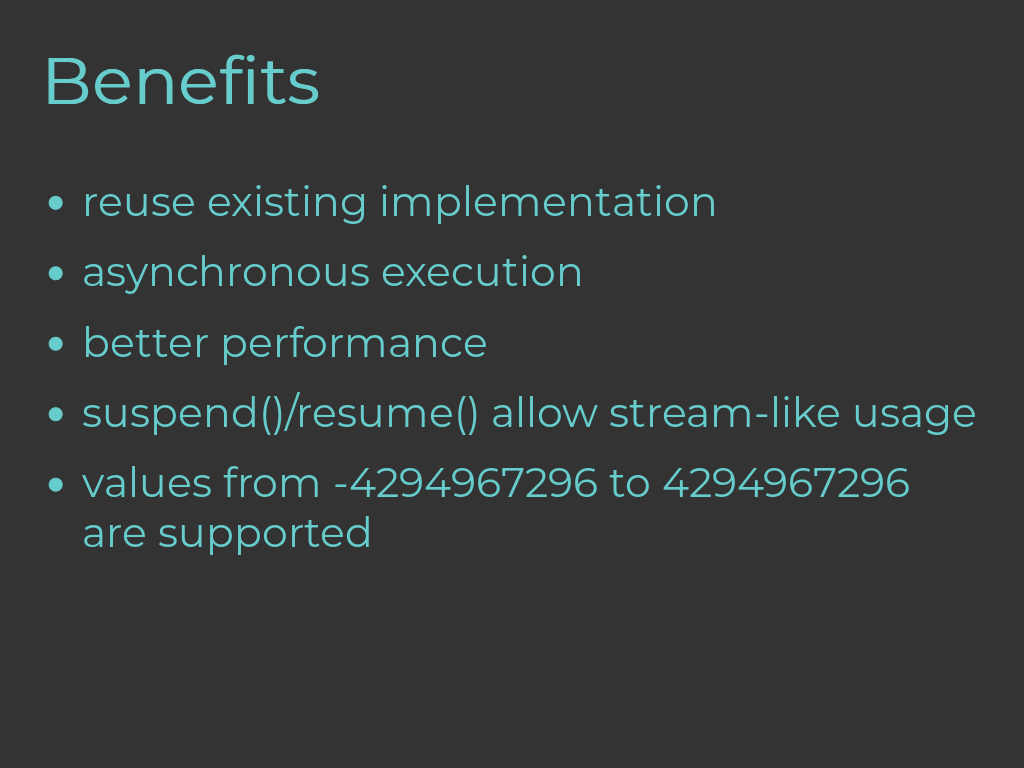 Benefits
• reuse existing implementation
• asynchronous execution
• better performance
• suspend()/resume() allow stream-like usage
• values from -4294967296 to 4294967296
are supported